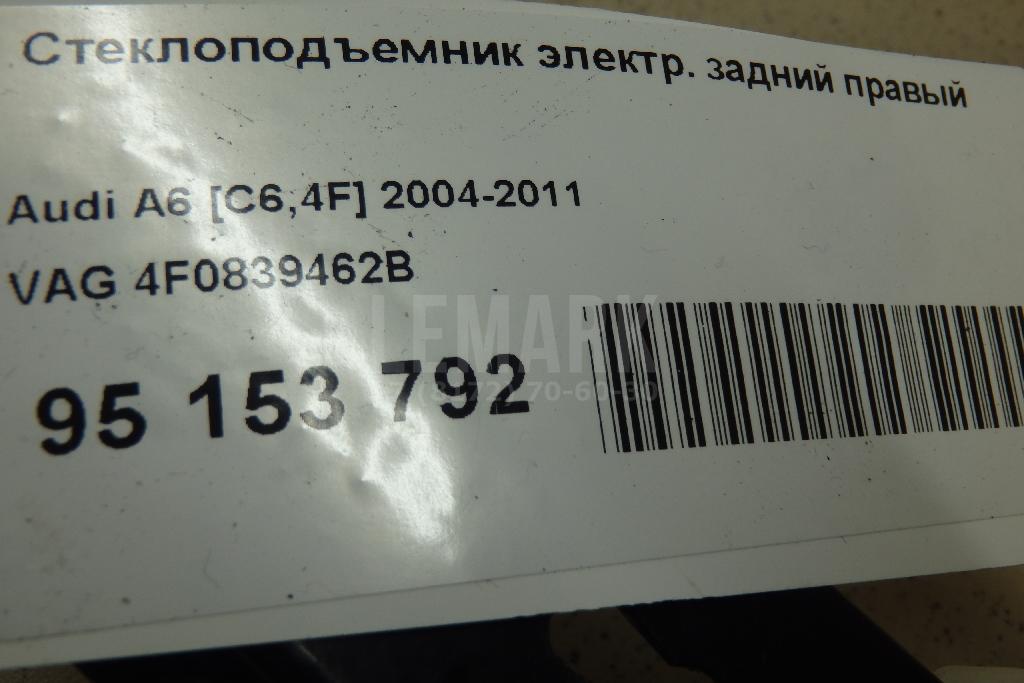 Стеклоподъемник электр. задний правый
Audi A6 [C6,4F] 2004-2011
VAG 4F0839462B
LEMARK
95 153 792